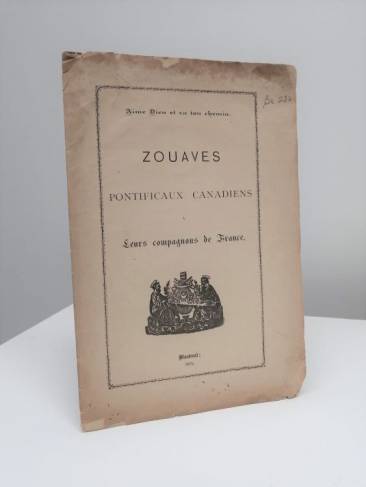 Aime Dieu et va ton chemin.
ZOUAVES
PONTIFICAUX CANADIENS
Leurs compagnons de France.
Montréal: